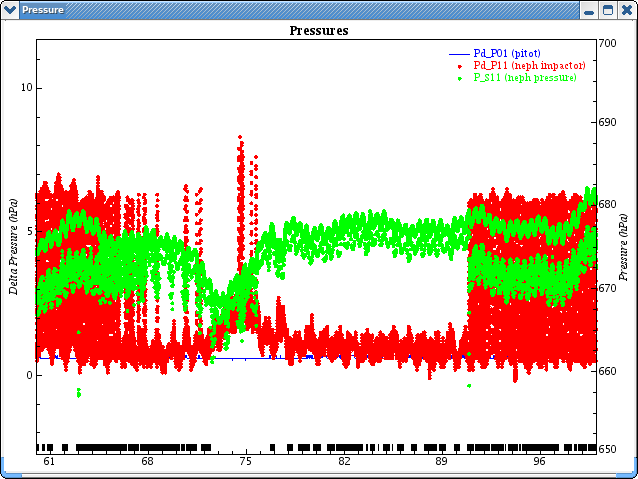 Pressure
Pressures
Pd_P01 (pitot)
Pd_P11 (neph impactor)
P_S11 (neph pressure)
10
5
0
Delta Pressure (hPa)
700
690
680
670
660
650
Pressure (hPa)
61 68 75 82 89 96